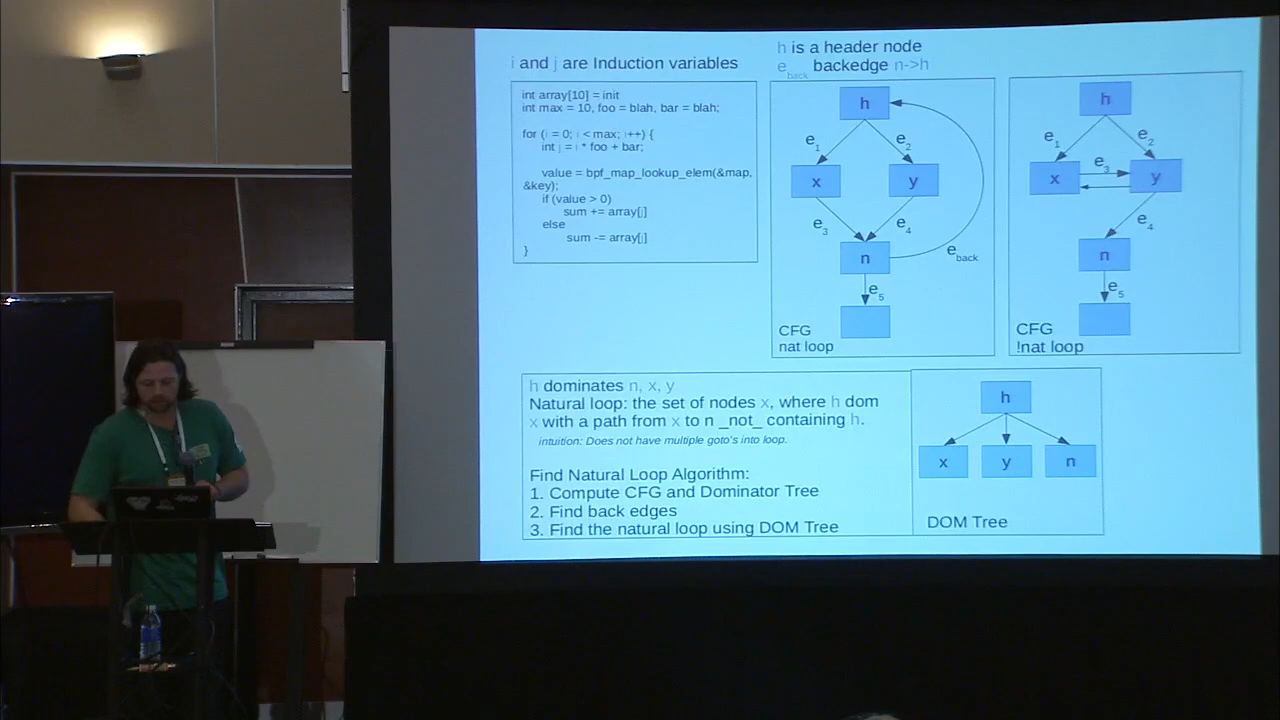 i and j are Induction variables
int array[10] = init
int max = 10, foo = blah, bar = blah;
for (i = 0; i < max; i++) {
int j = i * foo + bar;
value = bpf_map_lookup_elem(&map,
&key);
if (value > 0)
sum += array[j]
else
sum -= array[j]
}
h is a header node
e back backedge n->h
h
e1
e2
x
y
e3
e4
n
e back
e5
CFG
nat loop
h
e1
e2
x
e3
y
e4
n
e5
CFG
!nat loop
h dominates n, x, y
Natural loop: the set of nodes x, where h dom
x with a path from x to n _not_ containing h.
intuition: Does not have multiple goto's into loop.
Find Natural Loop Algorithm:
1. Compute CFG and Dominator Tree
2. Find back edges
3. Find the natural loop using DOM Tree
h
x
y
n
DOM Tree